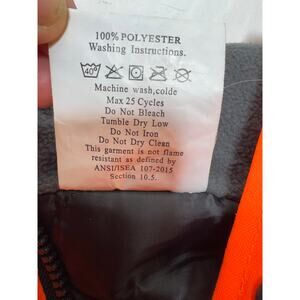 100% POLYESTER
Washing Instructions.
40°
Machine wash,colde
Max 25 Cycles
Do Not Bleach
Tumble Dry Low
Do Not Iron
Do Not Dry Clean
This garment is not flame
resistant as defined by
ANSI/ISEA 107-2015
Section 10.5.